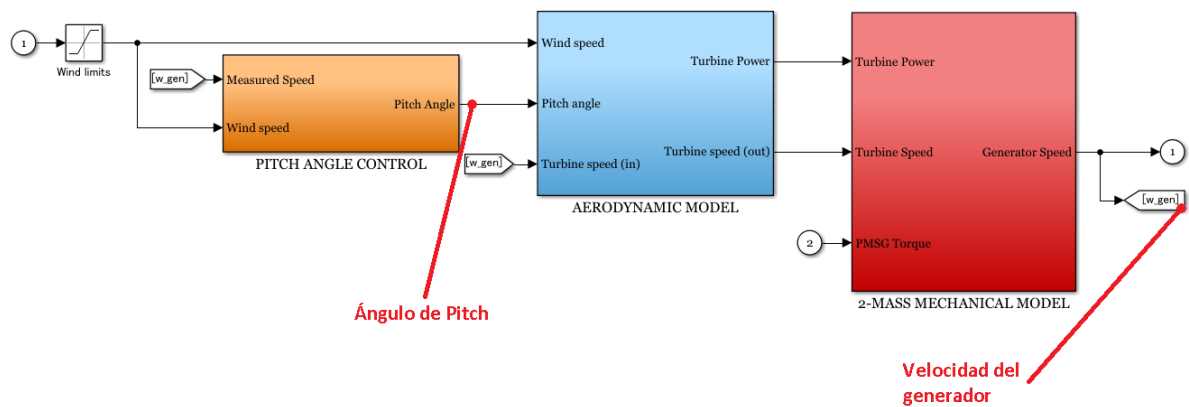 1
Wind limits
[w_gen]
Measured Speed
Wind speed
Pitch Angle
PITCH ANGLE CONTROL
Wind speed
Pitch angle
[w_gen]
Turbine speed (in)
Turbine Power
Turbine speed (out)
AERODYNAMIC MODEL
Turbine Power
Turbine Speed
2
PMSG Torque
Generator Speed
2-MASS MECHANICAL MODEL
1
[w_gen]
Ángulo de Pitch
Velocidad del
generador